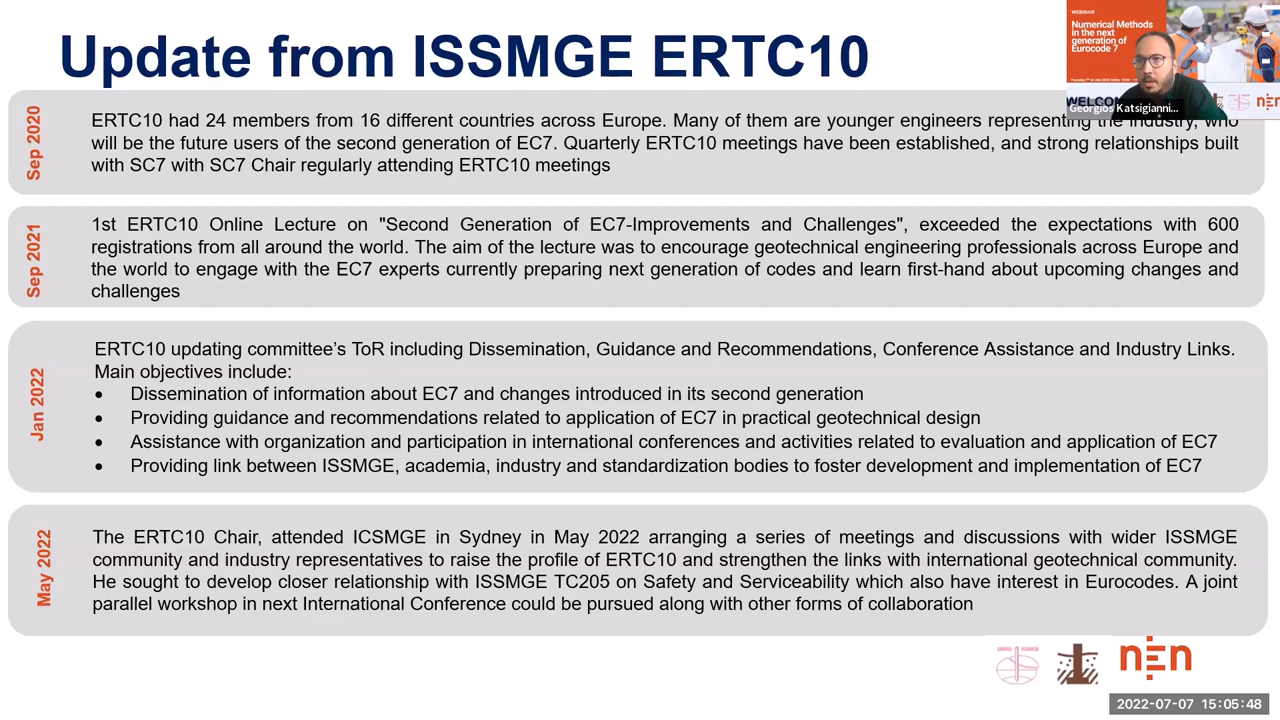 Update from ISSMGE ERTC10
WEBINAR
Numerical Methods
in the next
generation of
Eurocode 7
Georgios Katsigianni...
Sep 2020
ERTC10 had 24 members from 16 different countries across Europe. Many of them are younger engineers representing the industry, who
will be the future users of the second generation of EC7. Quarterly ERTC10 meetings have been established, and strong relationships built
with SC7 with SC7 Chair regularly attending ERTC10 meetings
Sep 2021
1st ERTC10 Online Lecture on "Second Generation of EC7-Improvements and Challenges", exceeded the expectations with 600
registrations from all around the world. The aim of the lecture was to encourage geotechnical engineering professionals across Europe and
the world to engage with the EC7 experts currently preparing next generation of codes and learn first-hand about upcoming changes and
challenges
Jan 2022
ERTC10 updating committee’s ToR including Dissemination, Guidance and Recommendations, Conference Assistance and Industry Links.
Main objectives include:
• Dissemination of information about EC7 and changes introduced in its second generation
• Providing guidance and recommendations related to application of EC7 in practical geotechnical design
• Assistance with organization and participation in international conferences and activities related to evaluation and application of EC7
• Providing link between ISSMGE, academia, industry and standardization bodies to foster development and implementation of EC7
May 2022
The ERTC10 Chair, attended ICSMGE in Sydney in May 2022 arranging a series of meetings and discussions with wider ISSMGE
community and industry representatives to raise the profile of ERTC10 and strengthen the links with international geotechnical community.
He sought to develop closer relationship with ISSMGE TC205 on Safety and Serviceability which also have interest in Eurocodes. A joint
parallel workshop in next International Conference could be pursued along with other forms of collaboration
nen
2022-07-07 15:05:48